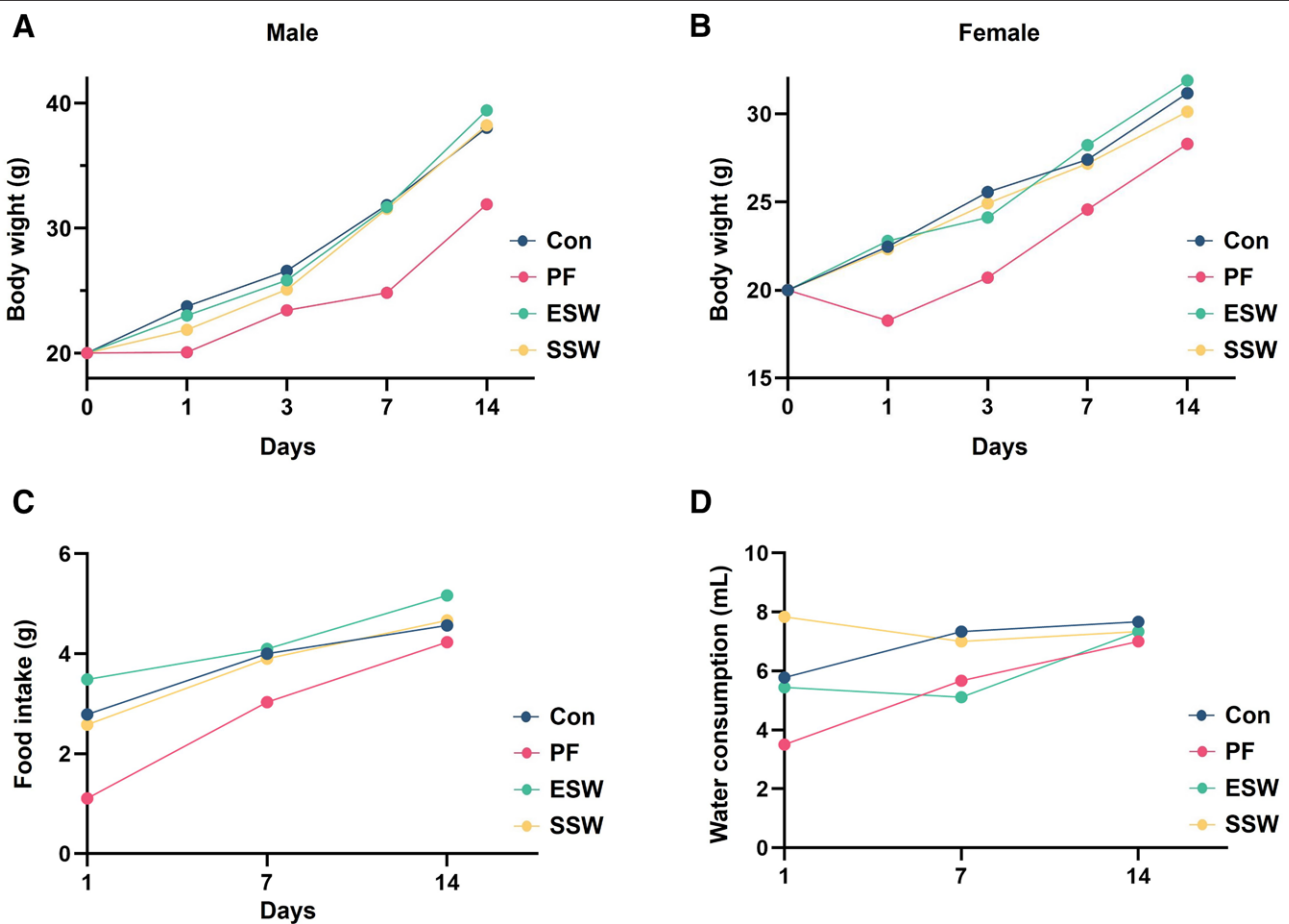 A
Male
Body wight (g)
40
30
20
0 1 3 7 14
Days
Con
PF
ESW
SSW
B
Female
Body wight (g)
30
25
20
15
0 1 3 7 14
Days
Con
PF
ESW
SSW
C
Food intake (g)
6
4
2
0
1 7 14
Days
Con
PF
ESW
SSW
D
Water consumption (mL)
10
8
6
4
2
0
1 7 14
Con
PF
ESW
SSW